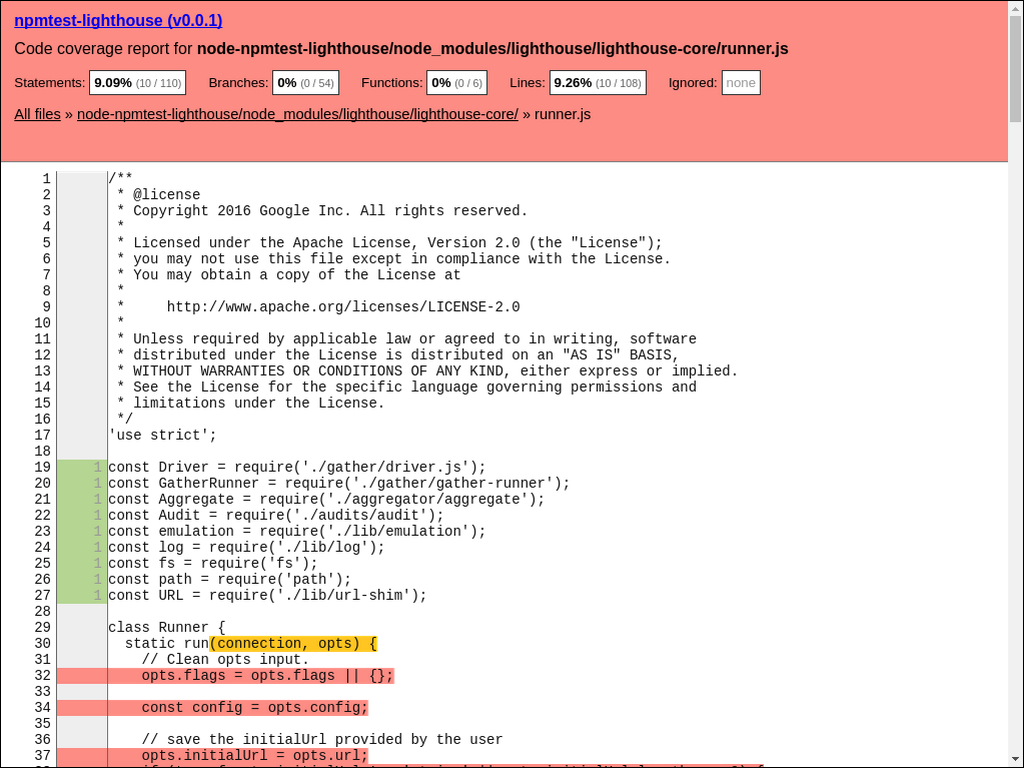 npmtest-lighthouse (v0.0.1)
Code coverage report for node-npmtest-lighthouse/node_modules/lighthouse/lighthouse-core/runner.js
Statements: 9.09% (10 / 110) Branches: 0% (0 / 54) Functions: 0% (0 / 6) Lines: 9.26% (10 / 108) Ignored: none
All files » node-npmtest-lighthouse/node_modules/lighthouse/lighthouse-core/ » runner.js
1 /**
2  * @license
3  * Copyright 2016 Google Inc. All rights reserved.
4  *
5  * Licensed under the Apache License, Version 2.0 (the "License");
6  * you may not use this file except in compliance with the License.
7  * You may obtain a copy of the License at
8  *
9  *     http://www.apache.org/licenses/LICENSE-2.0
10  *
11  * Unless required by applicable law or agreed to in writing, software
12  * distributed under the License is distributed on an "AS IS" BASIS,
13  * WITHOUT WARRANTIES OR CONDITIONS OF ANY KIND, either express or implied.
14  * See the License for the specific language governing permissions and
15  * limitations under the License.
16  */
17 'use strict';
18
19 1 const Driver = require('./gather/driver.js');
20 1 const GatherRunner = require('./gather/gather-runner');
21 1 const Aggregate = require('./aggregator/aggregate');
22 1 const Audit = require('./audits/audit');
23 1 const emulation = require('./lib/emulation');
24 1 const log = require('./lib/log');
25 1 const fs = require('fs');
26 1 const path = require('path');
27 1 const URL = require('./lib/url-shim');
28
29 class Runner {
30   static run(connection, opts) {
31     // Clean opts input.
32     opts.flags = opts.flags || {};
33
34     const config = opts.config;
35
36     // save the initialUrl provided by the user
37     opts.initialUrl = opts.url;